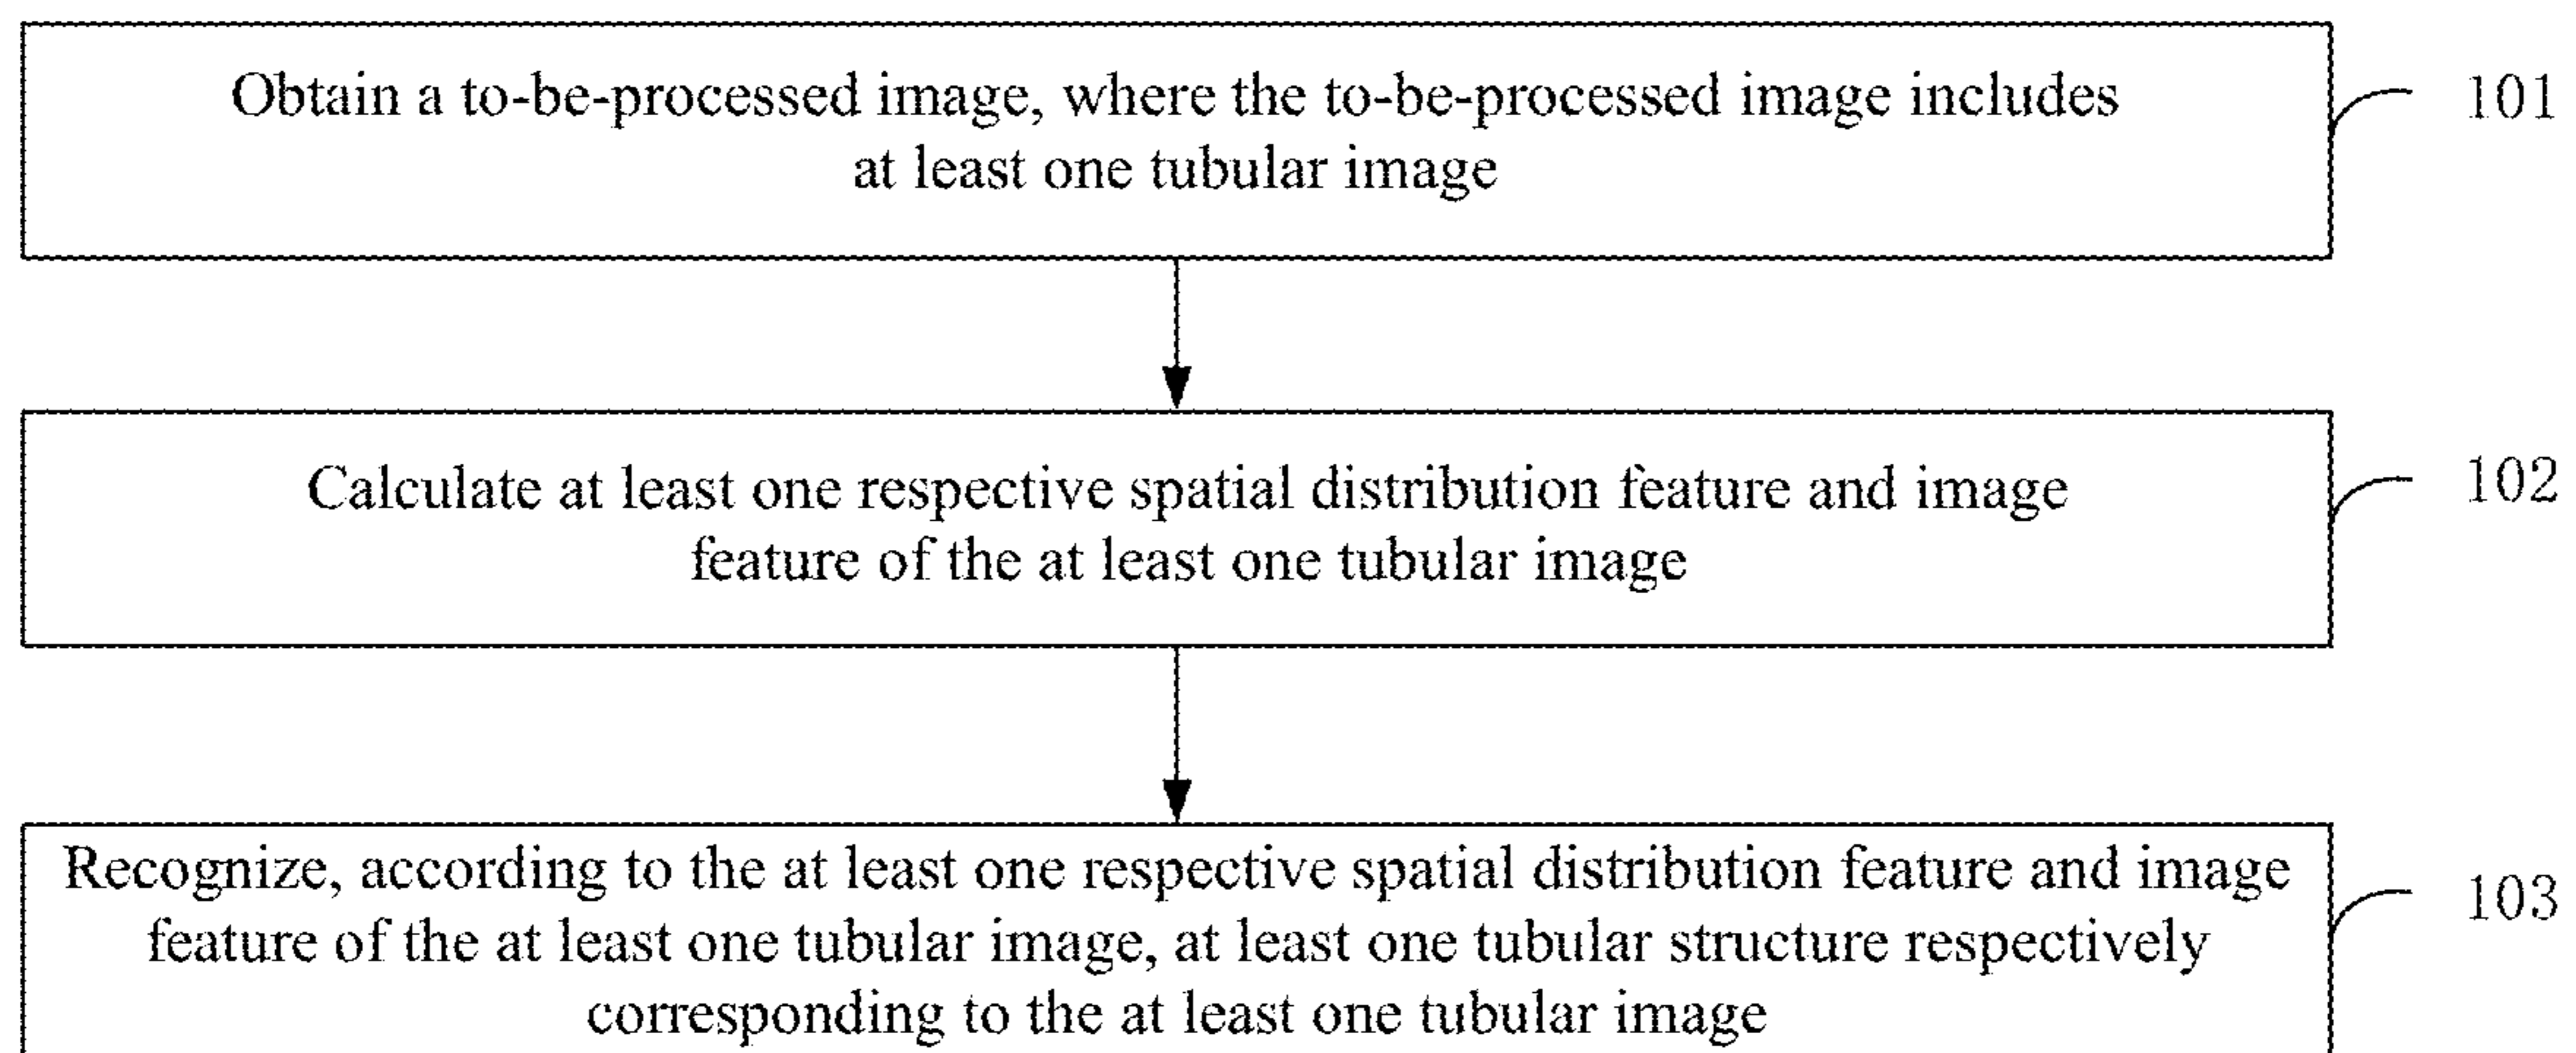 Obtain a to-be-processed image, where the to-be-processed image includes
at least one tubular image
101
Calculate at least one respective spatial distribution feature and image
feature of the at least one tubular image
102
Recognize, according to the at least one respective spatial distribution feature and image
feature of the at least one tubular image, at least one tubular structure respectively
corresponding to the at least one tubular image
103